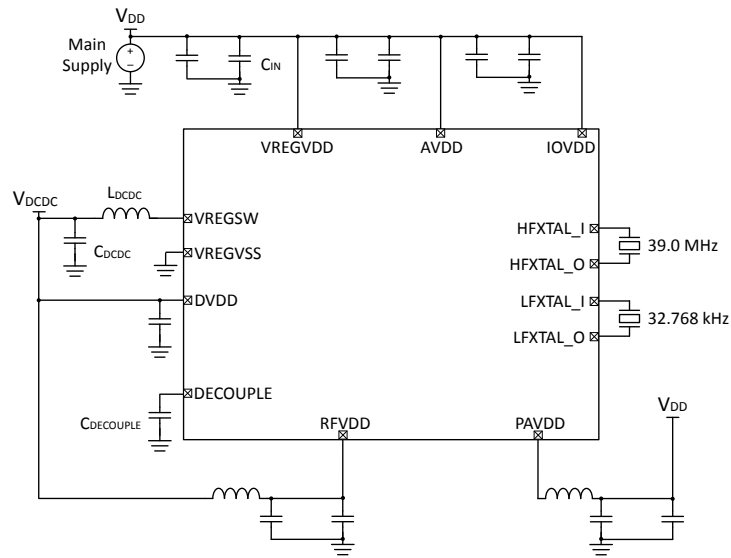 VDD
Main
Supply
+
–
CIN
VREGVDD
AVDD
IOVDD
VDCDC
LDCDC
CDCDC
VREGSW
VREGVSS
DVDD
DECOUPLE
CDECOUPLE
HFXTAL_I
HFXTAL_O
39.0 MHz
LFXTAL_I
LFXTAL_O
32.768 kHz
RFVDD
PAVDD
VDD